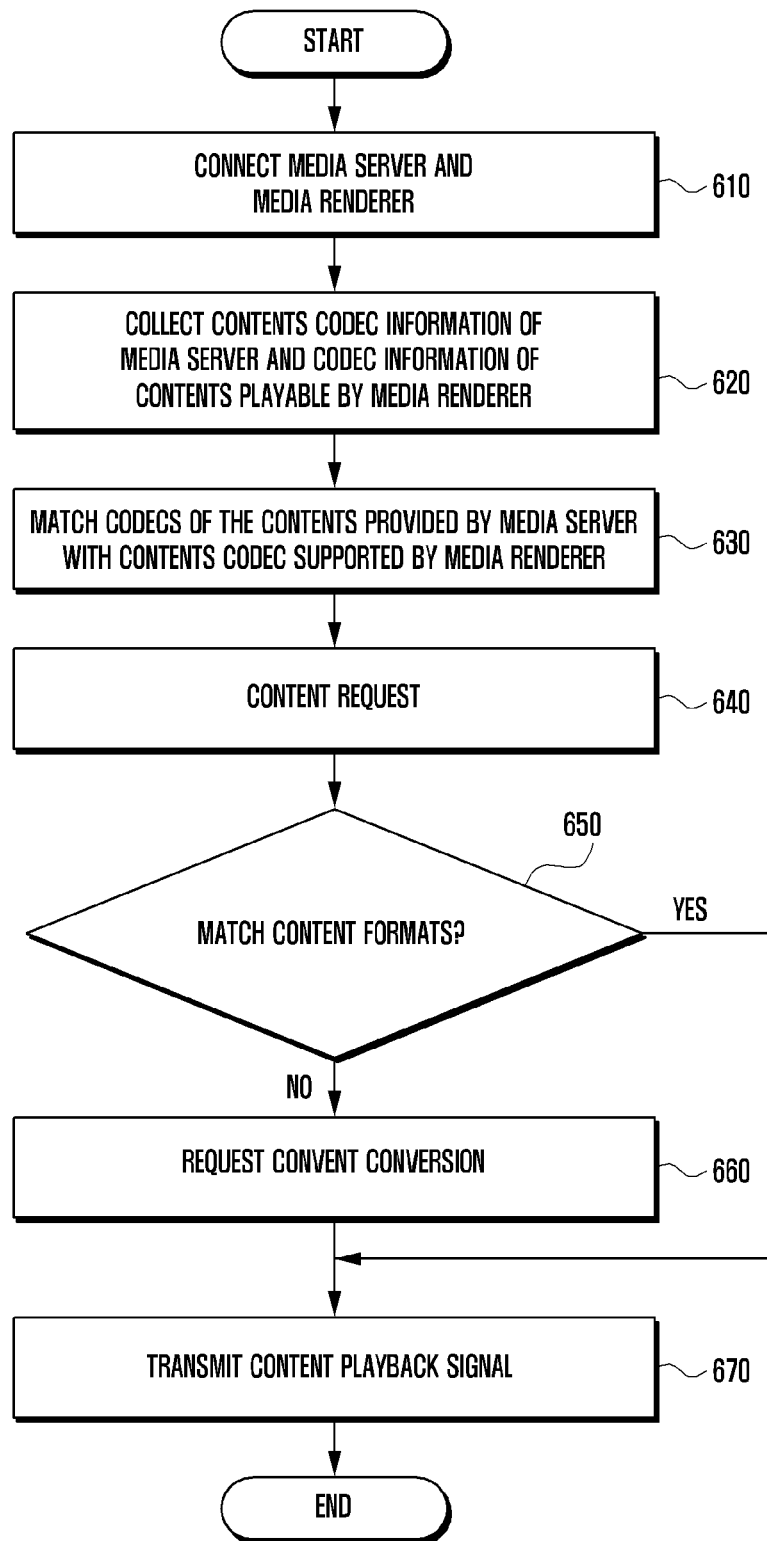 START
CONNECT MEDIA SERVER AND
MEDIA RENDERER
610
COLLECT CONTENTS CODEC INFORMATION OF
MEDIA SERVER AND CODEC INFORMATION OF
CONTENTS PLAYABLE BY MEDIA RENDERER
620
MATCH CODECS OF THE CONTENTS PROVIDED BY MEDIA SERVER
WITH CONTENTS CODEC SUPPORTED BY MEDIA RENDERER
630
CONTENT REQUEST
640
650
MATCH CONTENT FORMATS?
YES
NO
REQUEST CONVENT CONVERSION
660
TRANSMIT CONTENT PLAYBACK SIGNAL
670
END